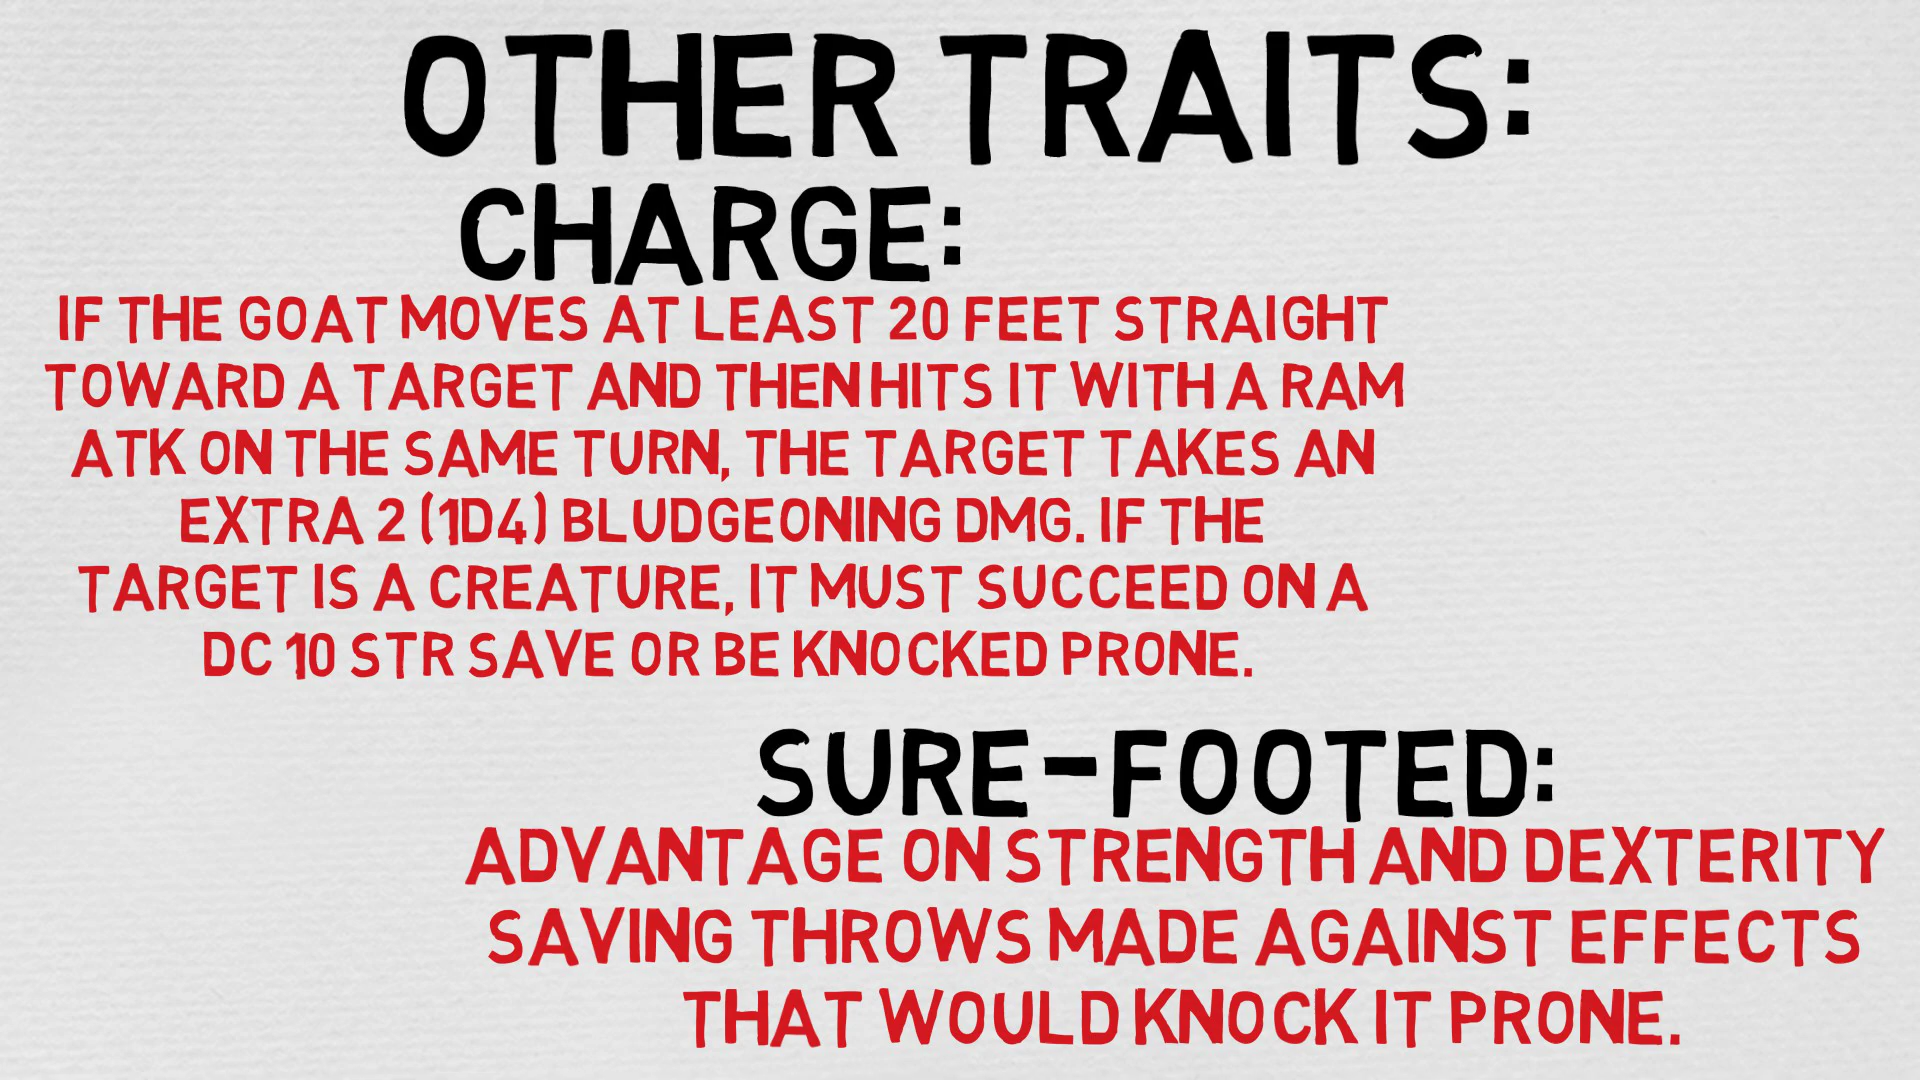 OTHER TRAITS:
CHARGE:
IF THE GOAT MOVES AT LEAST 20 FEET STRAIGHT
TOWARD A TARGET AND THEN HITS IT WITH A RAM
ATK ON THE SAME TURN, THE TARGET TAKES AN
EXTRA 2 (1D4) BLUDGEONING DMG. IF THE
TARGET IS A CREATURE, IT MUST SUCCEED ON A
DC 10 STR SAVE OR BE KNOCKED PRONE.
SURE-FOOTED:
ADVANTAGE ON STRENGTH AND DEXTERITY
SAVING THROWS MADE AGAINST EFFECTS
THAT WOULD KNOCK IT PRONE.